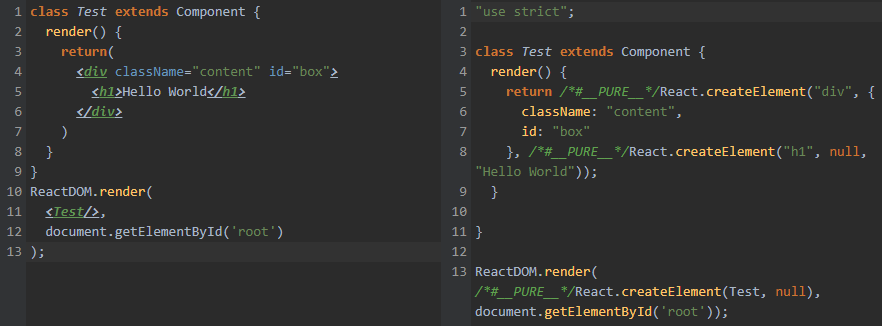 1 class Test extends Component {
2   render() {
3     return(
4       <div className="content" id="box">
5         <h1>Hello World</h1>
6       </div>
7     )
8   }
9 }
10 ReactDOM.render(
11   <Test/>,
12   document.getElementById('root')
13 );
1 "use strict";
2
3 class Test extends Component {
4   render() {
5     return /*#__PURE__*/React.createElement("div", {
6       className: "content",
7       id: "box"
8     }, /*#__PURE__*/React.createElement("h1", null,
"Hello World"));
9   }
10
11 }
12
13 ReactDOM.render(
/*#__PURE__*/React.createElement(Test, null),
document.getElementById('root'));